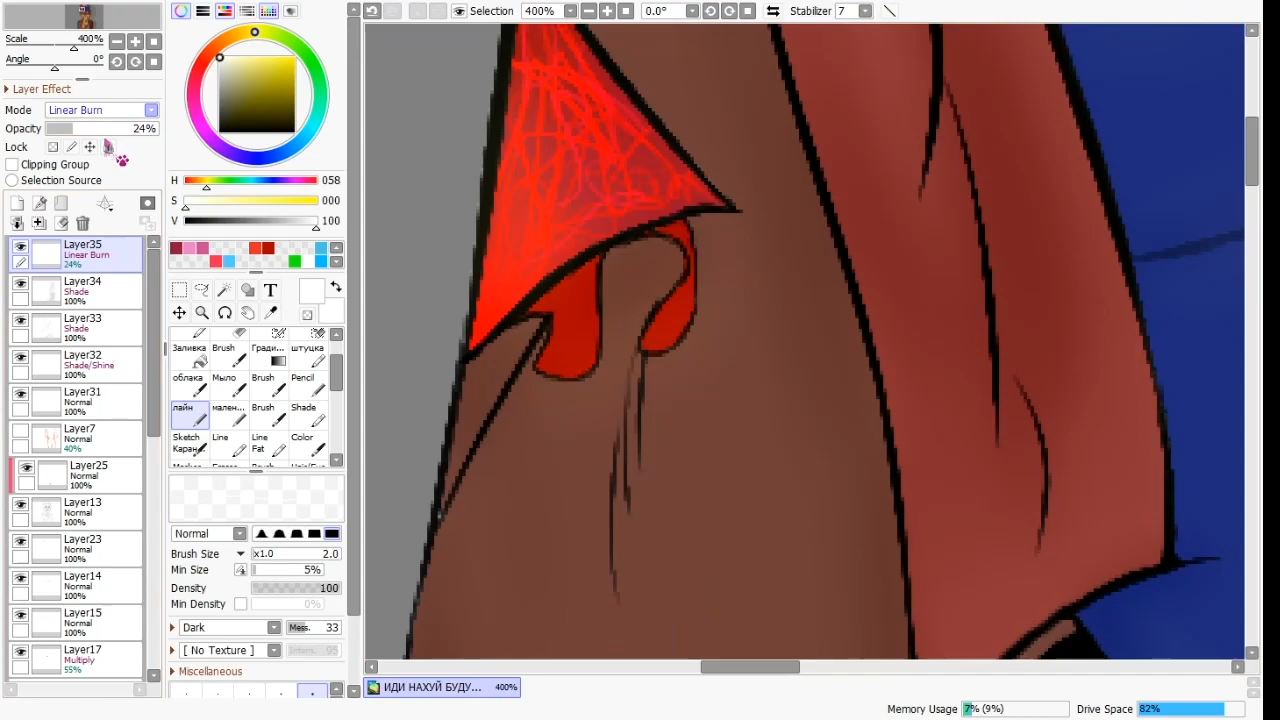 Selection 400% 0.0° Stabilizer 7
Scale 400%
Angle 0°
Layer Effect
Mode Linear Burn
Opacity 24%
Lock
Clipping Group
Selection Source
Layer35
Linear Burn
24%
Layer34
Shade
100%
Layer33
Shade
100%
Layer32
Shade/Shine
100%
Layer31
Normal
100%
Layer7
Normal
40%
Layer25
Normal
100%
Layer13
Normal
100%
Layer23
Normal
100%
Layer14
Normal
100%
Layer15
Normal
100%
Layer17
Multiply
55%
H 058
S 000
V 100
T
Заливка Brush Гради... штуцка
облака Мыло Brush Pencil
лайн мален... Brush Shade
Sketch Line Line Color
Каран... Fat
Normal
Brush Size x1.0 2.0
Min Size 5%
Density 100
Min Density 0%
Dark 33
[ No Texture ]
Miscellaneous
ИДИ НАХУЙ БУДУ... 400%
Memory Usage 7% (9%) Drive Space 82%